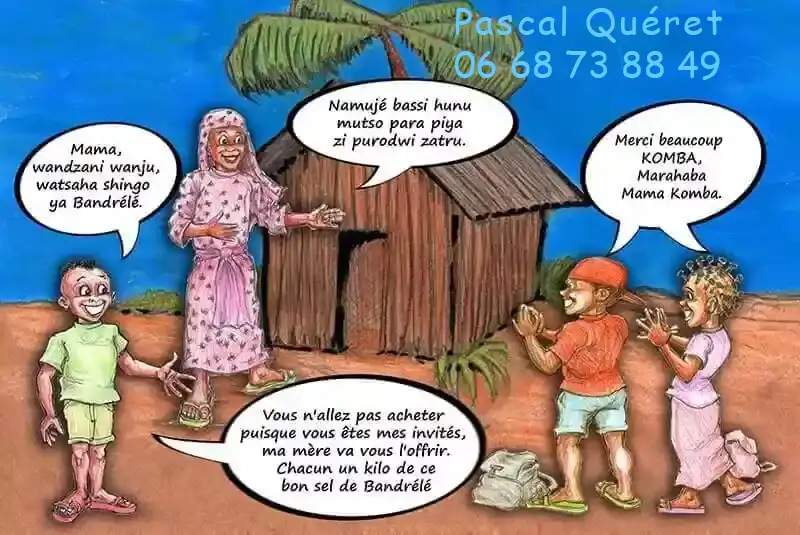 Pascal Quéret
06 68 73 88 49
Mama,
wandzani wanju,
watsaha shingo
ya Bandrélé.
Namujé bassi hunu
mutso para piya
zi purodwi zatru.
Merci beaucoup
KOMBA,
Marahaba
Mama Komba.
Vous n'allez pas acheter
puisque vous êtes mes invités,
ma mère va vous l'offrir.
Chacun un kilo de ce
bon sel de Bandrélé